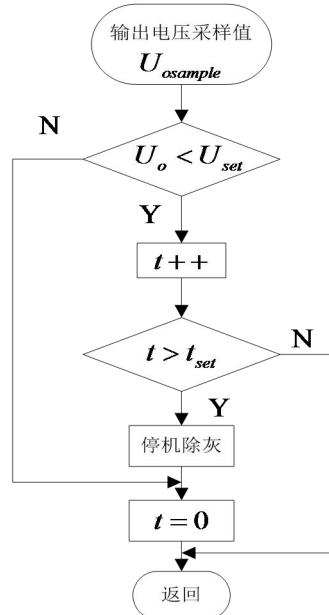 输出电压采样值
U_osample
N
U_o < U_set
Y
t++
t > t_set
N
Y
停机除灰
t = 0
返回